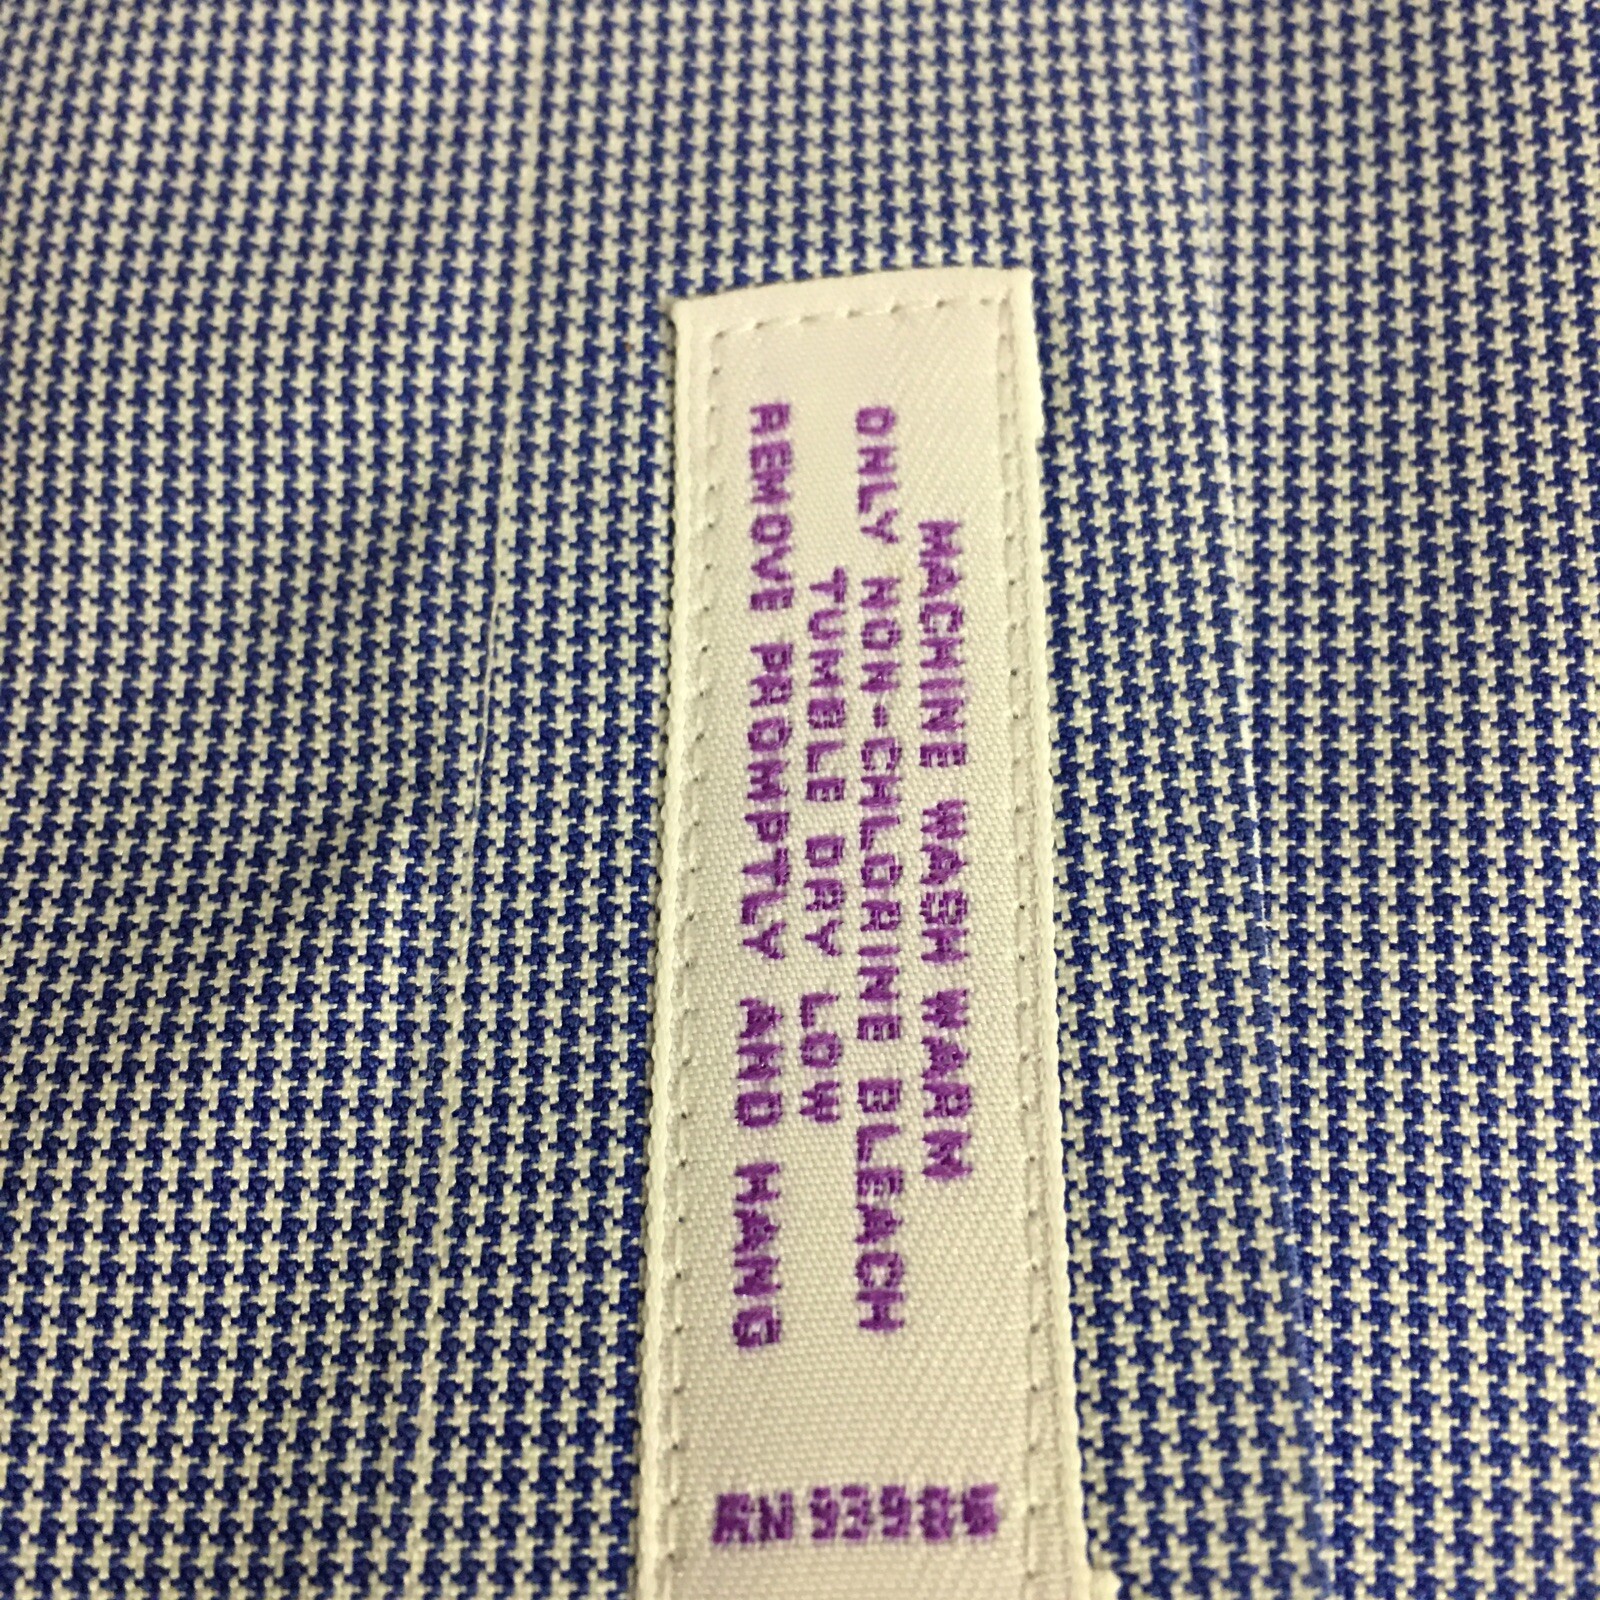 MACHINE WASH WARM
ONLY NON-CHLORINE BLEACH
TUMBLE DRY LOW
REMOVE PROMPTLY AND HANG
RN